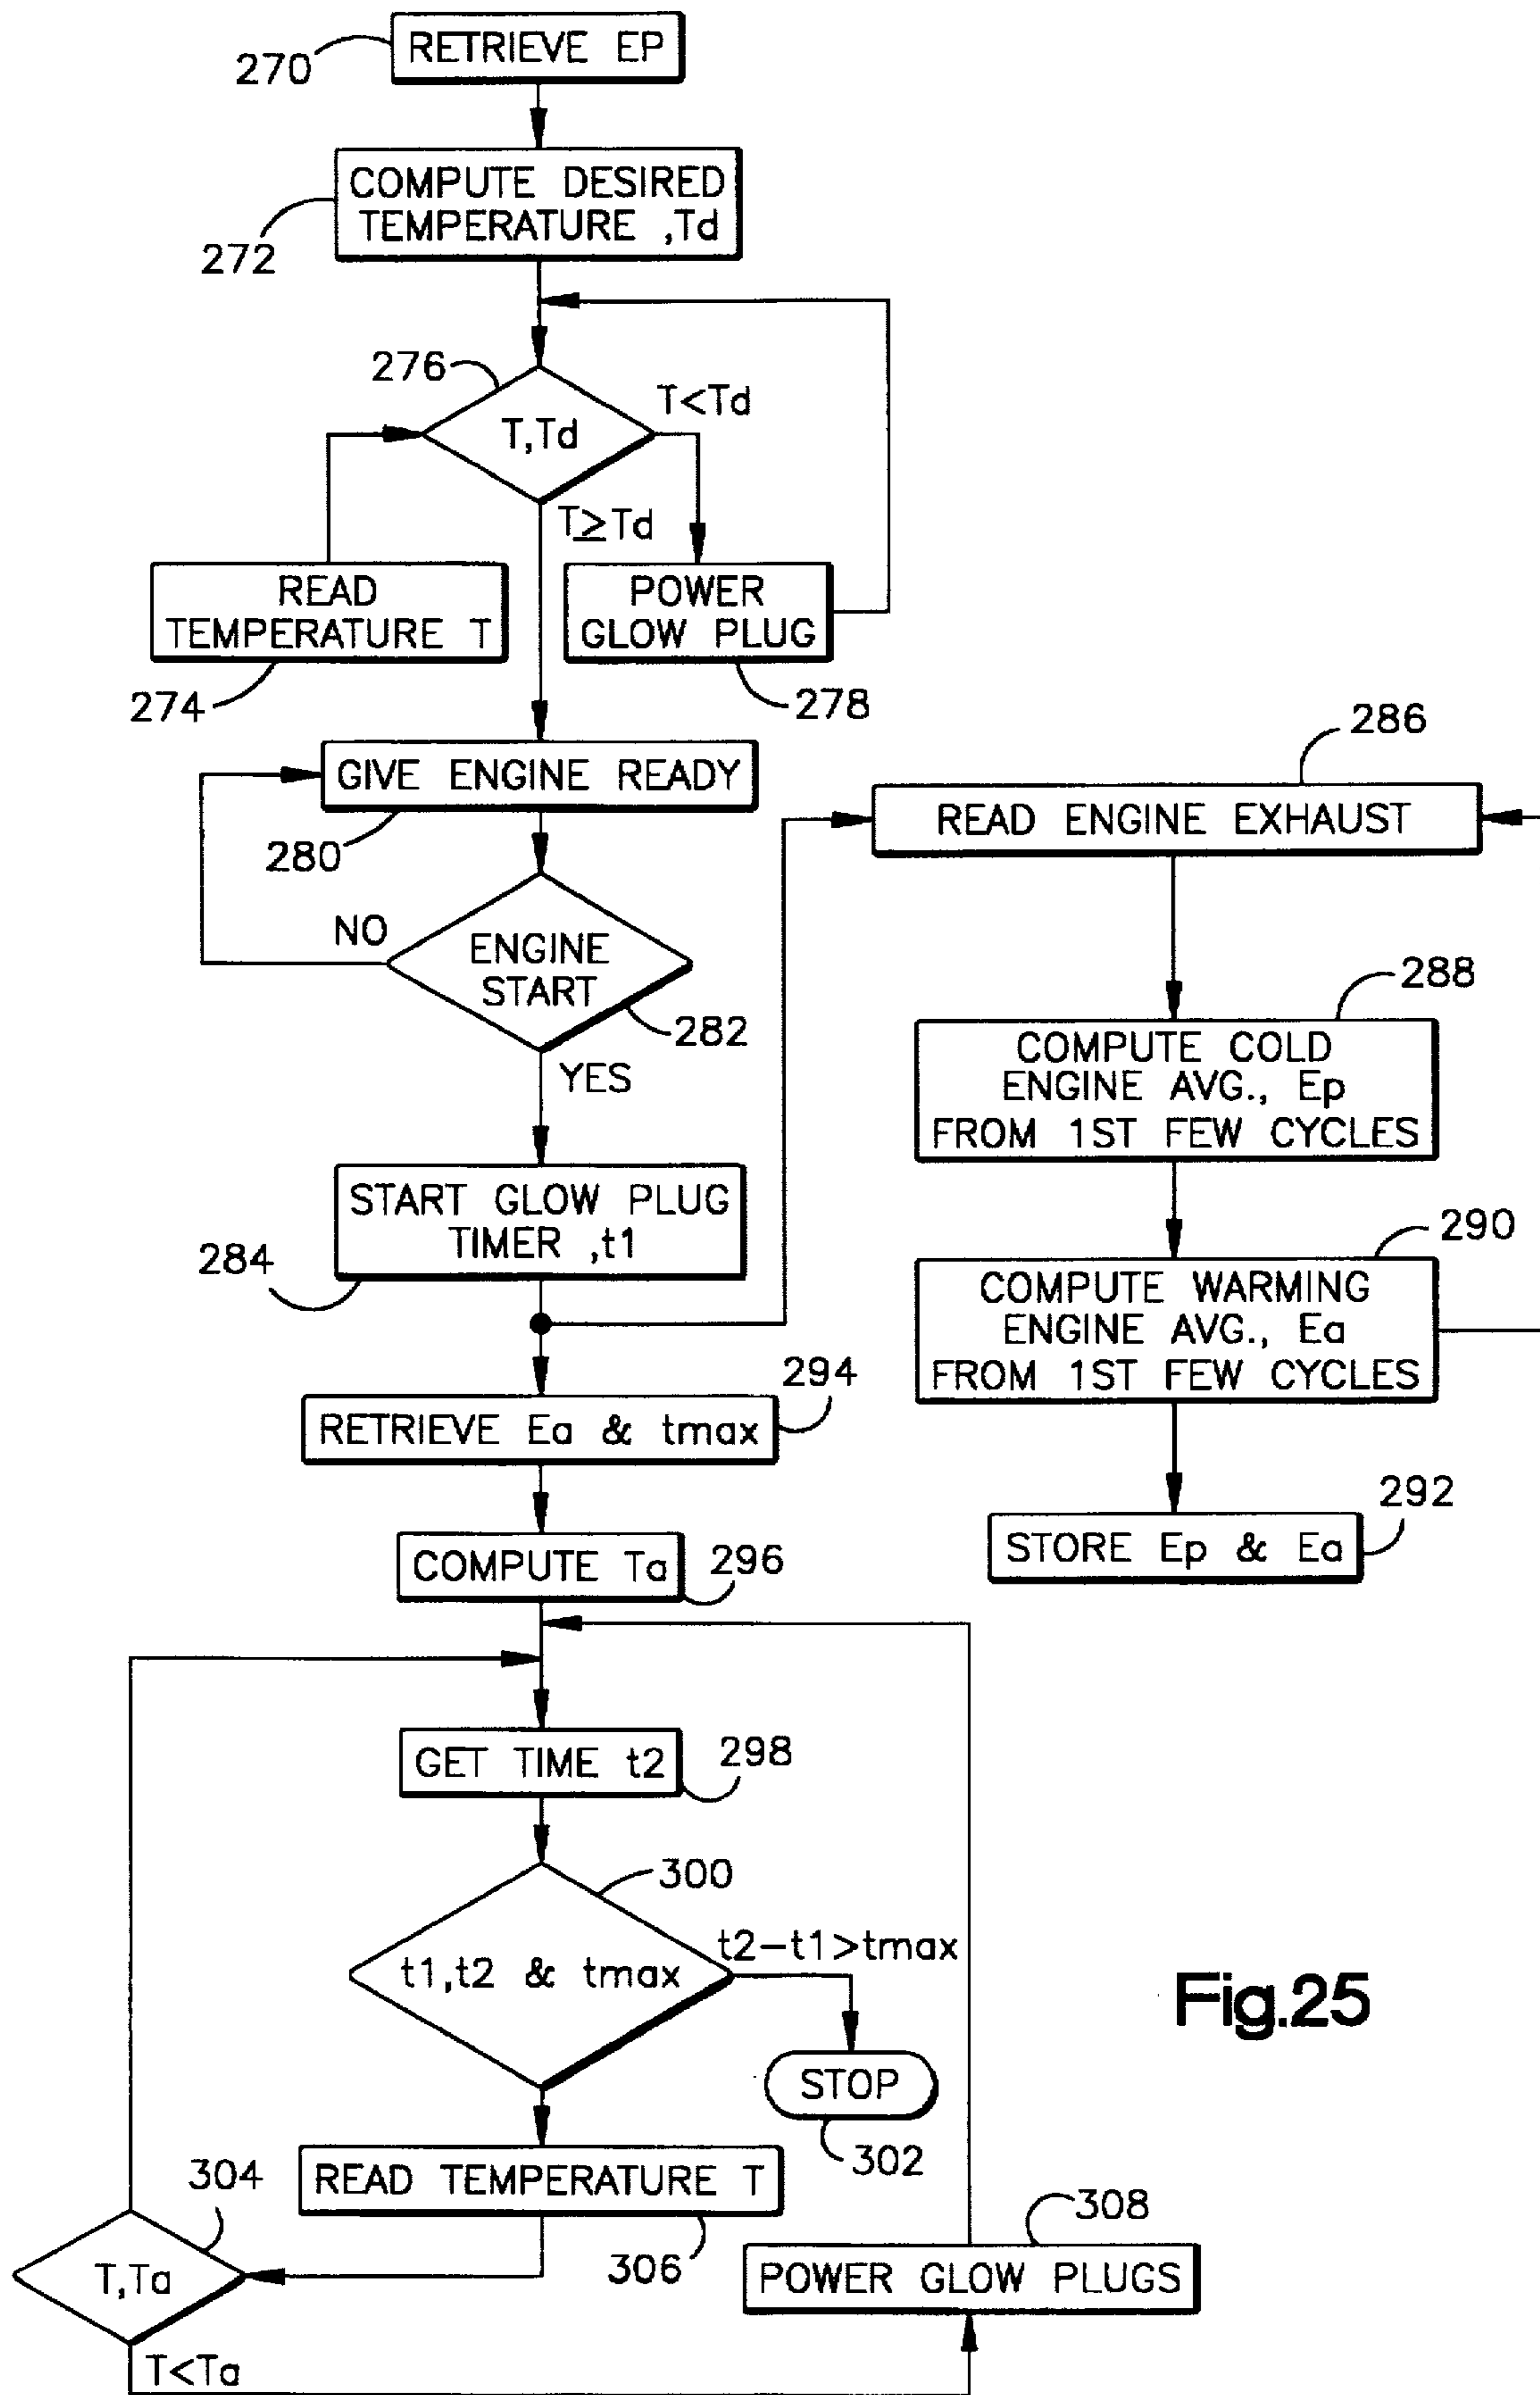 RETRIEVE EP
270
COMPUTE DESIRED
TEMPERATURE ,Td
272
276
T<Td
T,Td
T≥Td
READ
TEMPERATURE T
274
POWER
GLOW PLUG
278
GIVE ENGINE READY
280
NO
ENGINE
START
282
YES
START GLOW PLUG
TIMER ,t1
284
286
READ ENGINE EXHAUST
288
COMPUTE COLD
ENGINE AVG., Ep
FROM 1ST FEW CYCLES
290
COMPUTE WARMING
ENGINE AVG., Ea
FROM 1ST FEW CYCLES
292
STORE Ep & Ea
294
RETRIEVE Ea & tmax
COMPUTE Ta
296
GET TIME t2
298
300
t1,t2 & tmax
t2-t1>tmax
STOP
302
READ TEMPERATURE T
306
304
T,Ta
T<Ta
308
POWER GLOW PLUGS
Fig.25